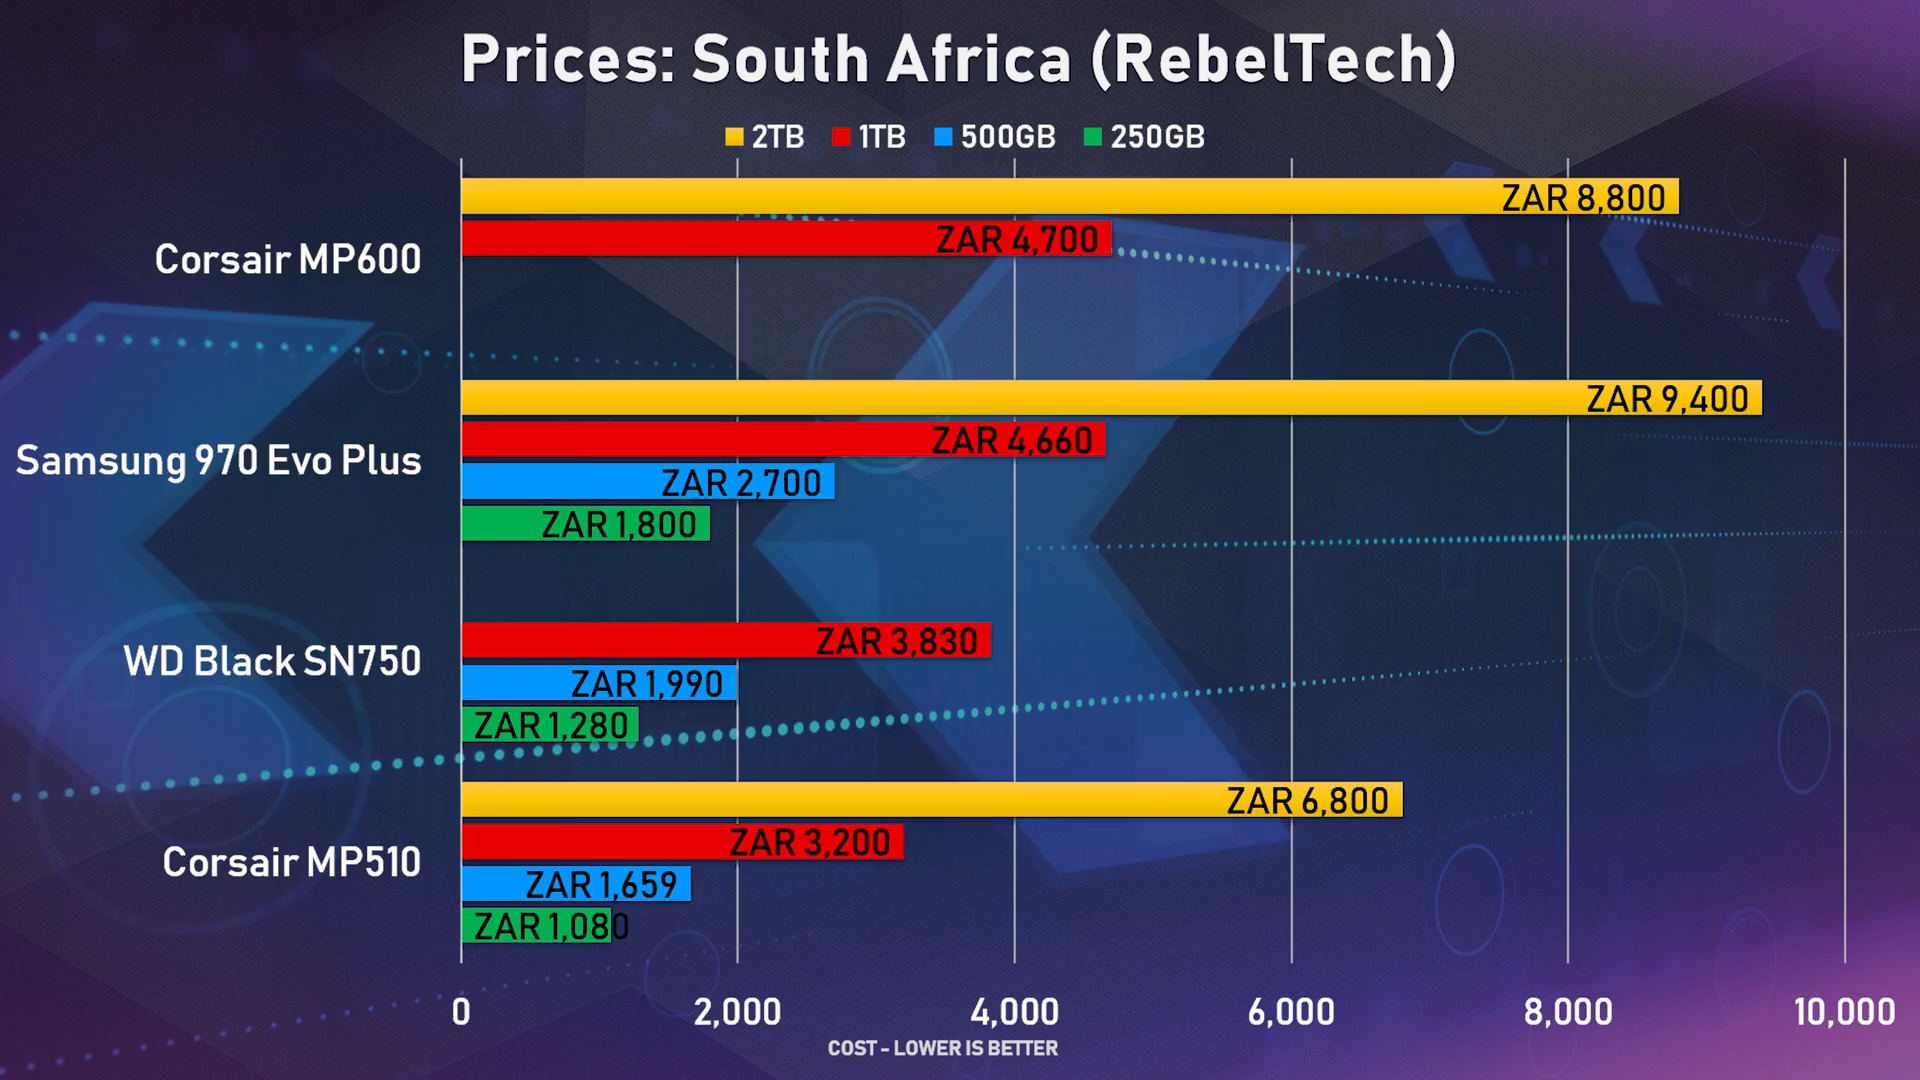 Prices: South Africa (RebelTech)
2TB 1TB 500GB 250GB
ZAR 8,800
ZAR 4,700
Corsair MP600
ZAR 9,400
ZAR 4,660
Samsung 970 Evo Plus
ZAR 2,700
ZAR 1,800
ZAR 3,830
WD Black SN750
ZAR 1,990
ZAR 1,280
ZAR 6,800
ZAR 3,200
Corsair MP510
ZAR 1,659
ZAR 1,080
0 2,000 4,000 6,000 8,000 10,000
COST – LOWER IS BETTER